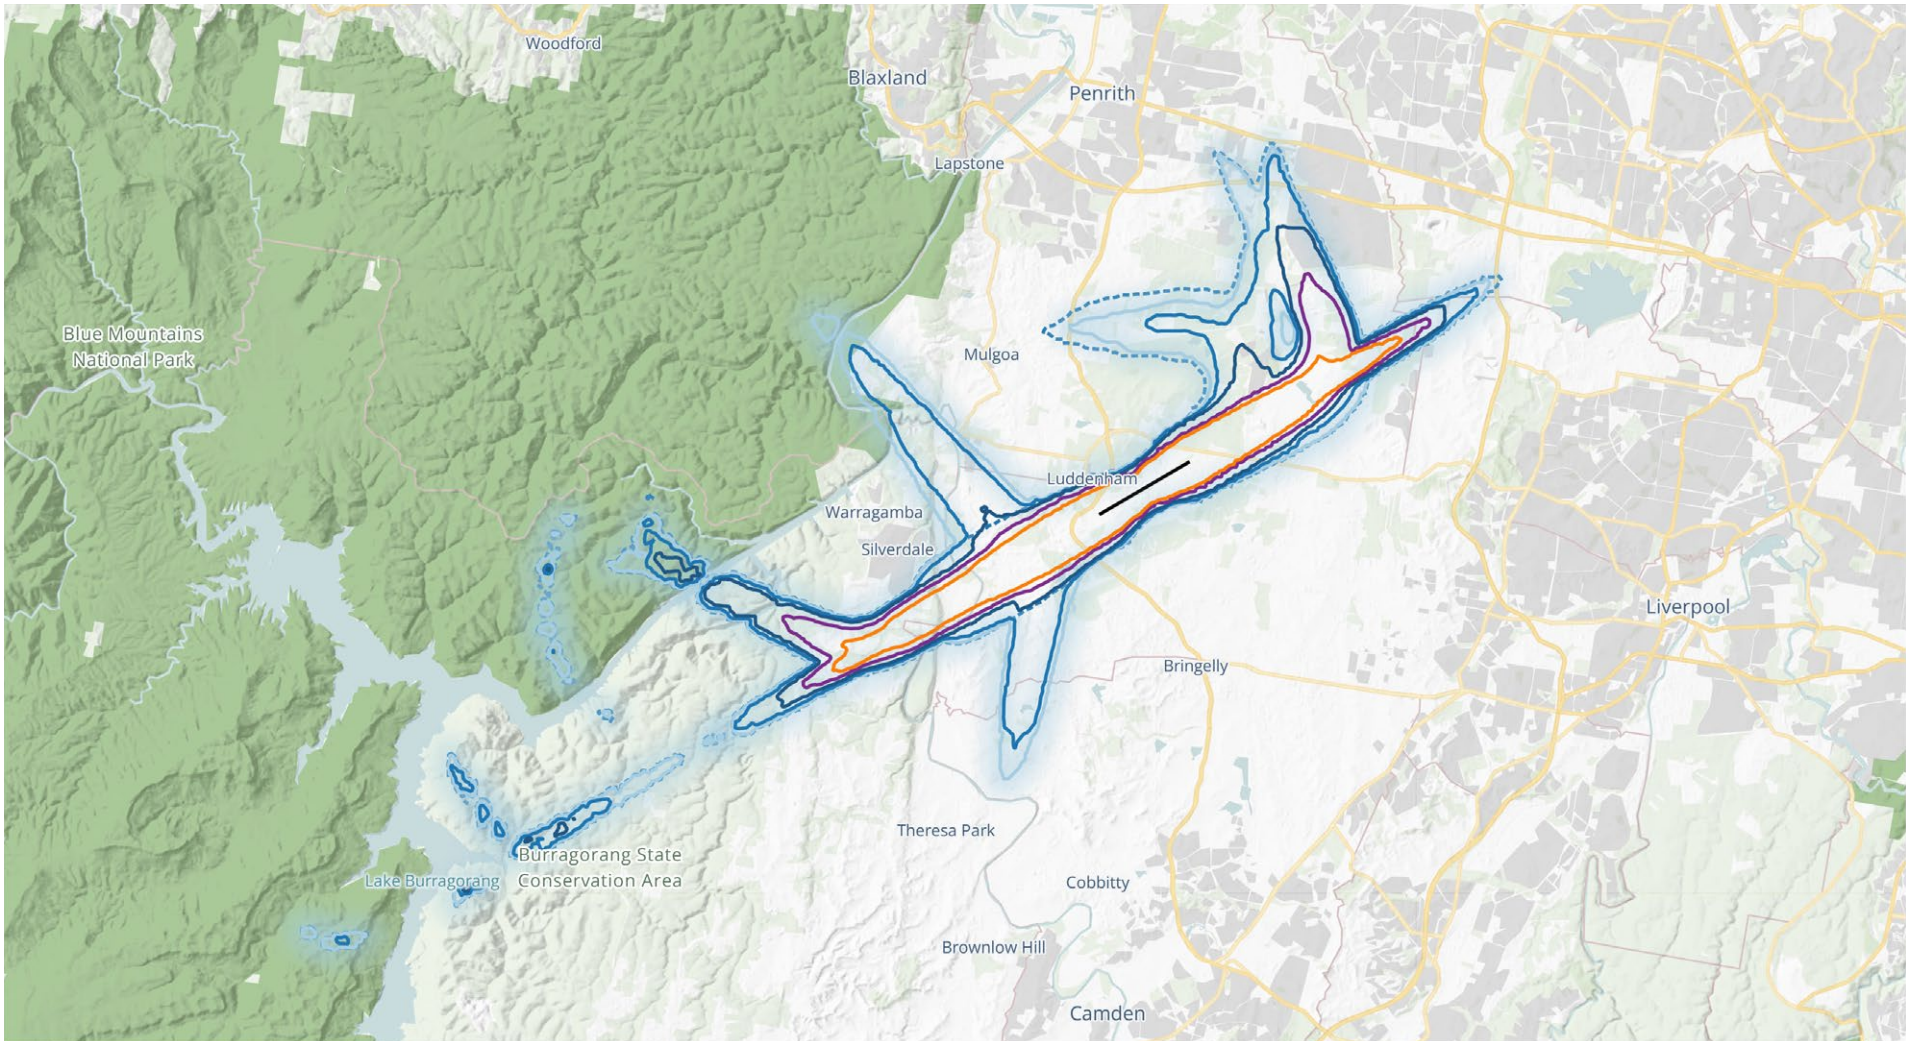 Woodford
Blaxland
Penrith
Lapstone
Blue Mountains
National Park
Mulgoa
Luddenham
Warragamba
Silverdale
Liverpool
Bringelly
Theresa Park
Burragorang State
Conservation Area
Lake Burragorang
Cobbitty
Brownlow Hill
Camden